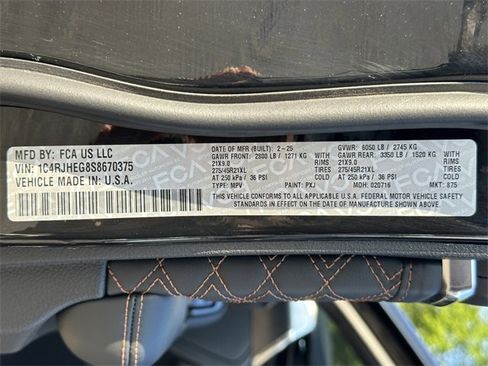 MFD BY: FCA US LLC
VIN: 1C4RJHEG8S8670375
VEHICLE MADE IN: U.S.A.
DATE OF MFR (BUILT): 2-25 GVWR: 6050 LB / 2745 KG
GAWR FRONT: 2800 LB / 1271 KG WITH GAWR REAR: 3350 LB / 1520 KG WITH
21X9.0 RIMS 21X9.0 RIMS
275/45R21XL TIRES 275/45R21XL TIRES
AT 250 kPa / 36 PSI COLD AT 250 kPa / 36 PSI COLD
TYPE: MPV PAINT: PXJ MDH: 020716 MKT: 875
THIS VEHICLE CONFORMS TO ALL APPLICABLE U.S.A. FEDERAL MOTOR VEHICLE SAFETY
STANDARDS IN EFFECT ON THE DATE OF MANUFACTURE SHOWN ABOVE.